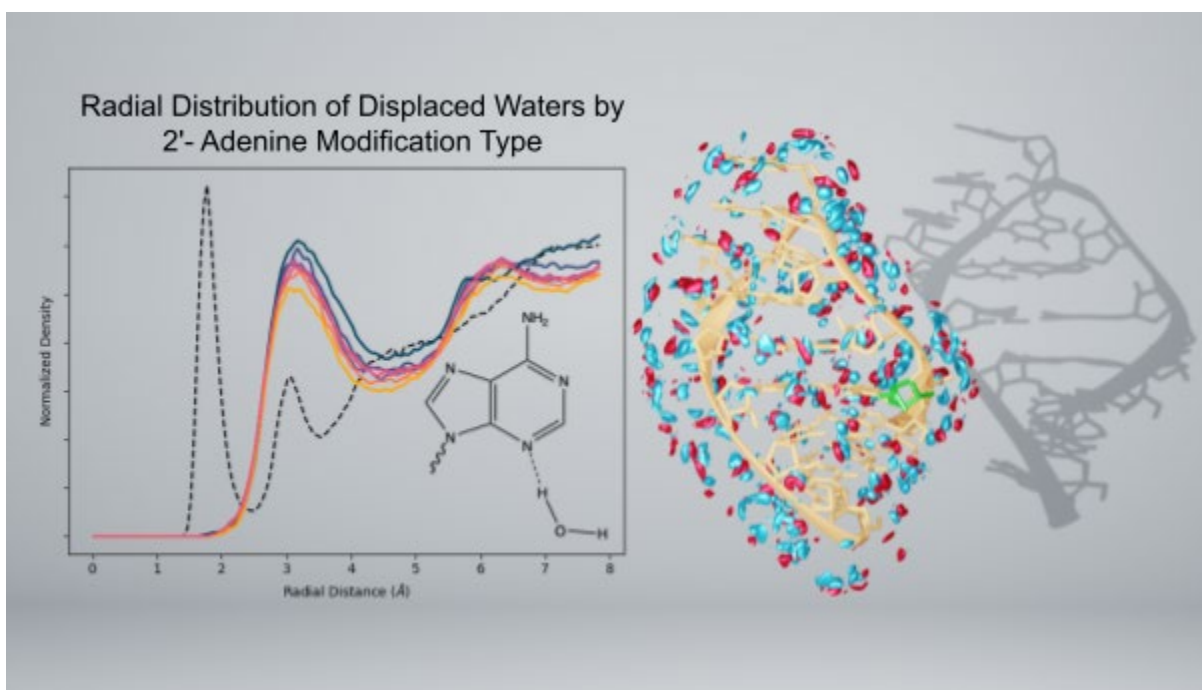 Radial Distribution of Displaced Waters by
2'- Adenine Modification Type
Normalized Density
NH₂
N
N
N
N
H
O
H
0 1 2 3 4 5 6 7 8
Radial Distance (Å)